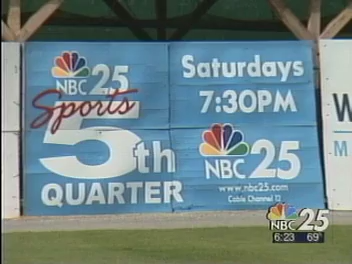 NBC 25
Sports
5th
QUARTER
Saturdays
7:30PM
NBC 25
www.nbc25.com
Cable Channel 12
W
M
NBC 25
6:23 69°